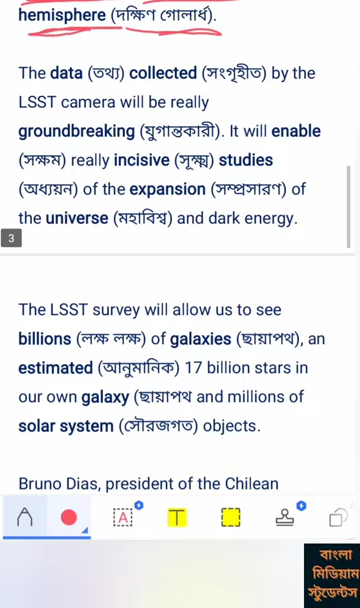 hemisphere (দক্ষিণ গোলার্ধ).
The data (তথ্য) collected (সংগৃহীত) by the
LSST camera will be really
groundbreaking (যুগান্তকারী). It will enable
(সক্ষম) really incisive (সূক্ষ্ম) studies
(অধ্যয়ন) of the expansion (সম্প্রসারণ) of
the universe (মহাবিশ্ব) and dark energy.
3
The LSST survey will allow us to see
billions (লক্ষ লক্ষ) of galaxies (ছায়াপথ), an
estimated (আনুমানিক) 17 billion stars in
our own galaxy (ছায়াপথ and millions of
solar system (সৌরজগত) objects.
Bruno Dias, president of the Chilean
A T
বাংলা
মিডিয়াম
স্টুডেন্টস